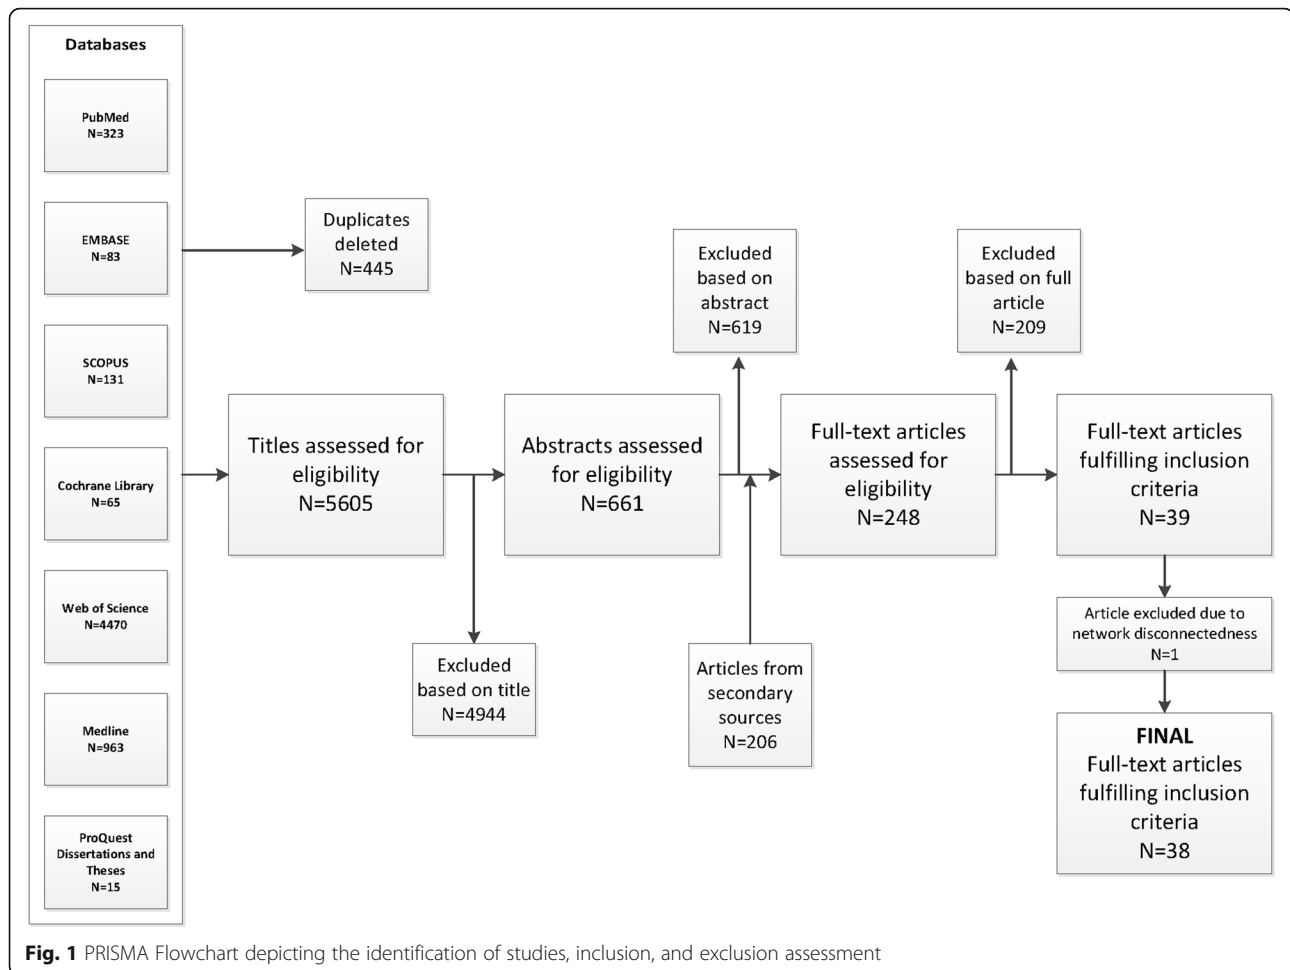 Databases
PubMed
N=323
EMBASE
N=83
SCOPUS
N=131
Cochrane Library
N=65
Web of Science
N=4470
Medline
N=963
ProQuest
Dissertations and
Theses
N=15
Duplicates
deleted
N=445
Titles assessed for
eligibility
N=5605
Excluded
based on title
N=4944
Abstracts assessed
for eligibility
N=661
Excluded
based on
abstract
N=619
Articles from
secondary
sources
N=206
Full-text articles
assessed for
eligibility
N=248
Excluded
based on full
article
N=209
Full-text articles
fulfilling inclusion
criteria
N=39
Article excluded due to
network disconnectedness
N=1
FINAL
Full-text articles
fulfilling inclusion
criteria
N=38
Fig. 1 PRISMA Flowchart depicting the identification of studies, inclusion, and exclusion assessment